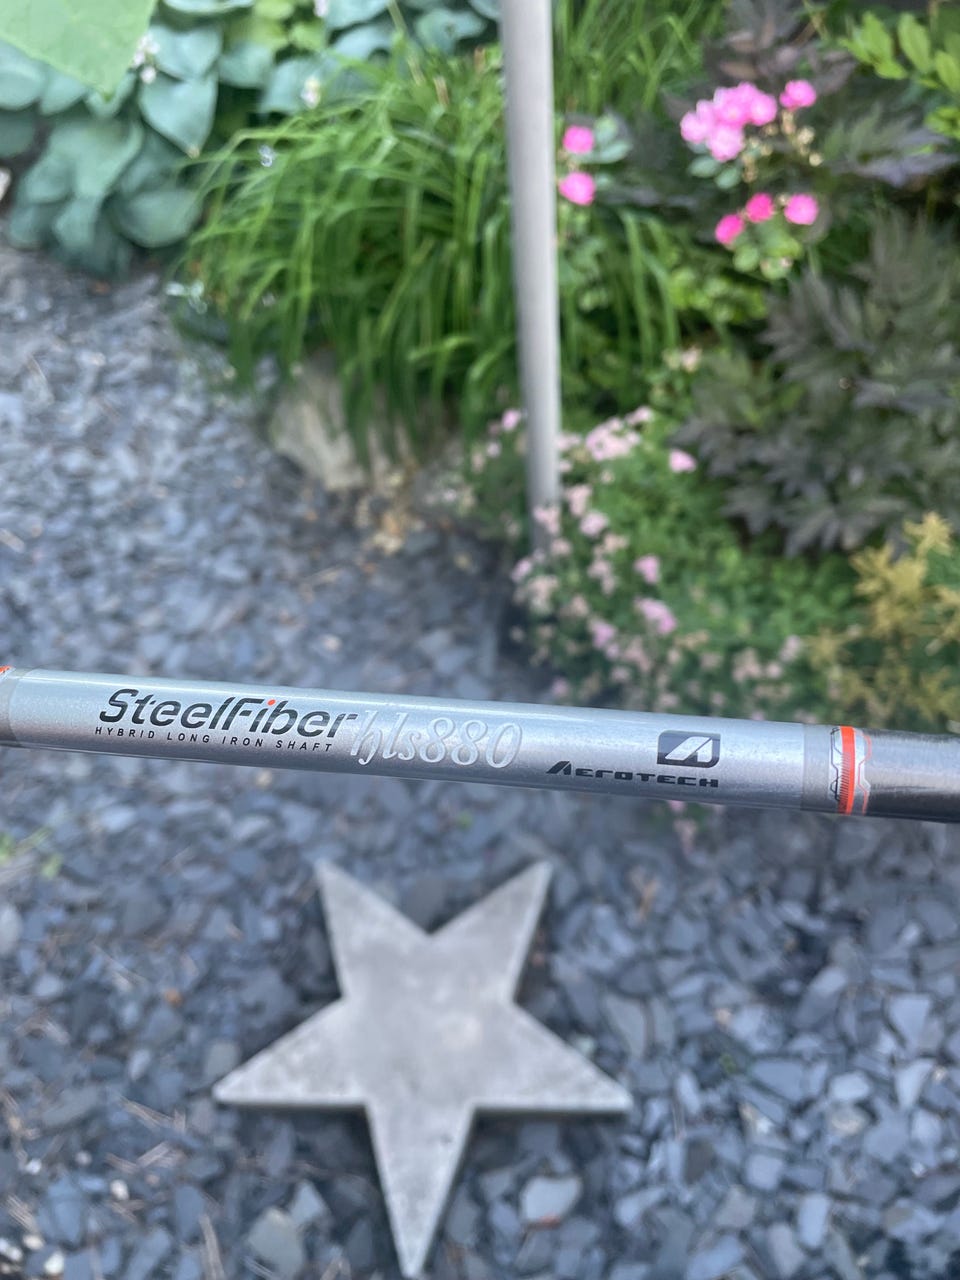 SteelFiber hls880
HYBRID LONG IRON SHAFT
AEROTECH